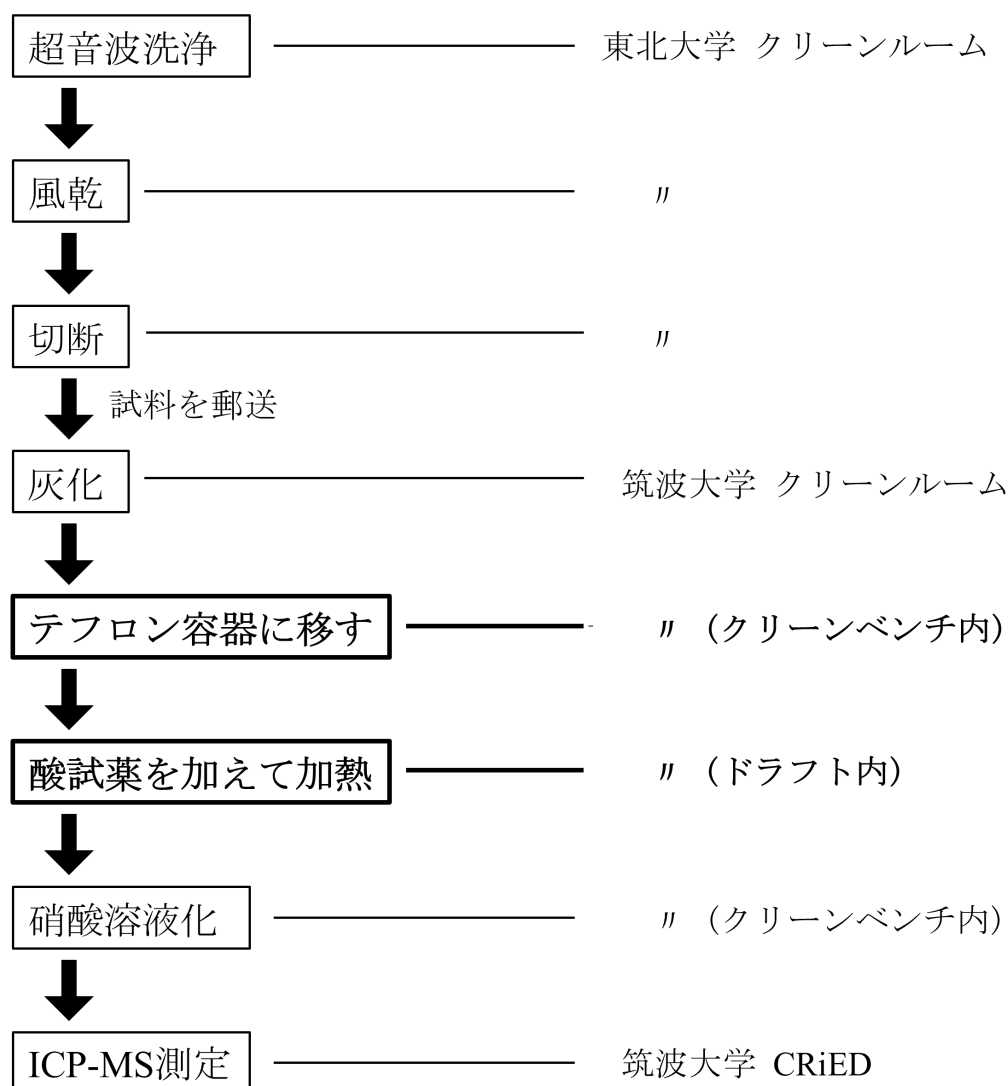 超音波洗浄 東北大学 クリーンルーム
風乾 〃
切断 〃
試料を郵送
灰化 筑波大学 クリーンルーム
テフロン容器に移す 〃（クリーンベンチ内）
酸試薬を加えて加熱 〃（ドラフト内）
硝酸溶液化 〃（クリーンベンチ内）
ICP-MS測定 筑波大学 CRiED